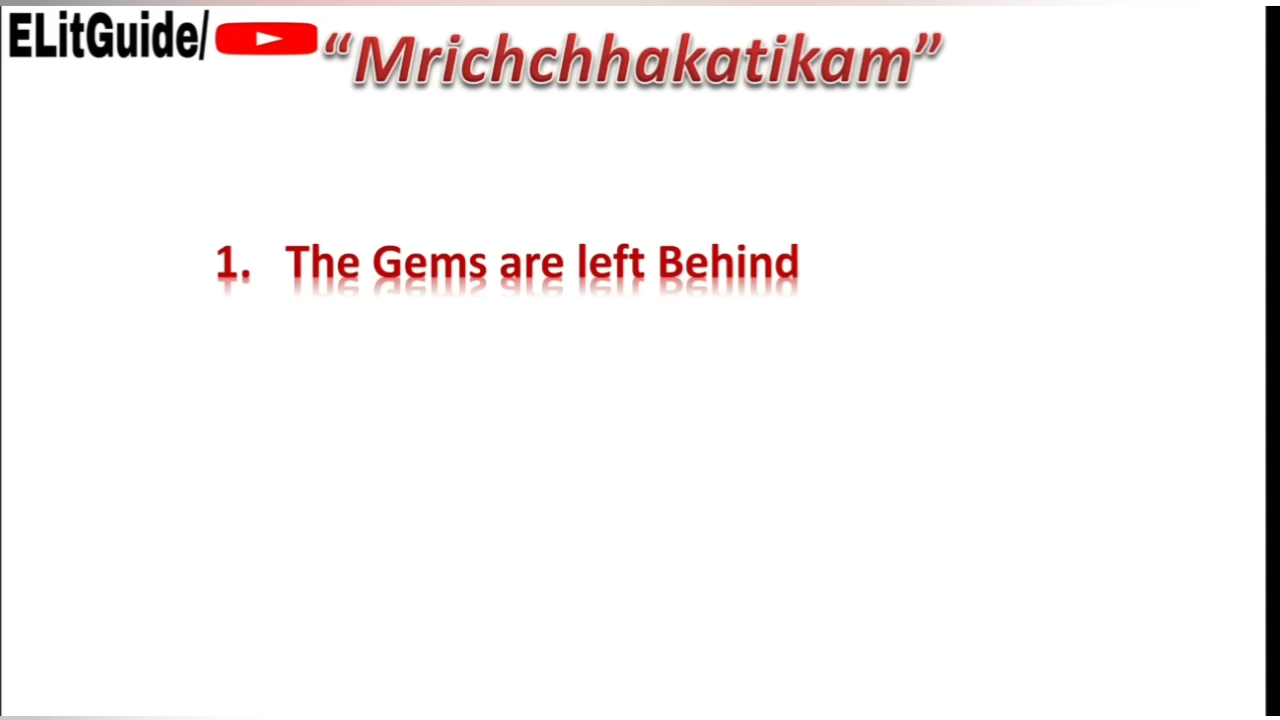 ELitGuide/ “Mrichchhakatikam”
1. The Gems are left Behind